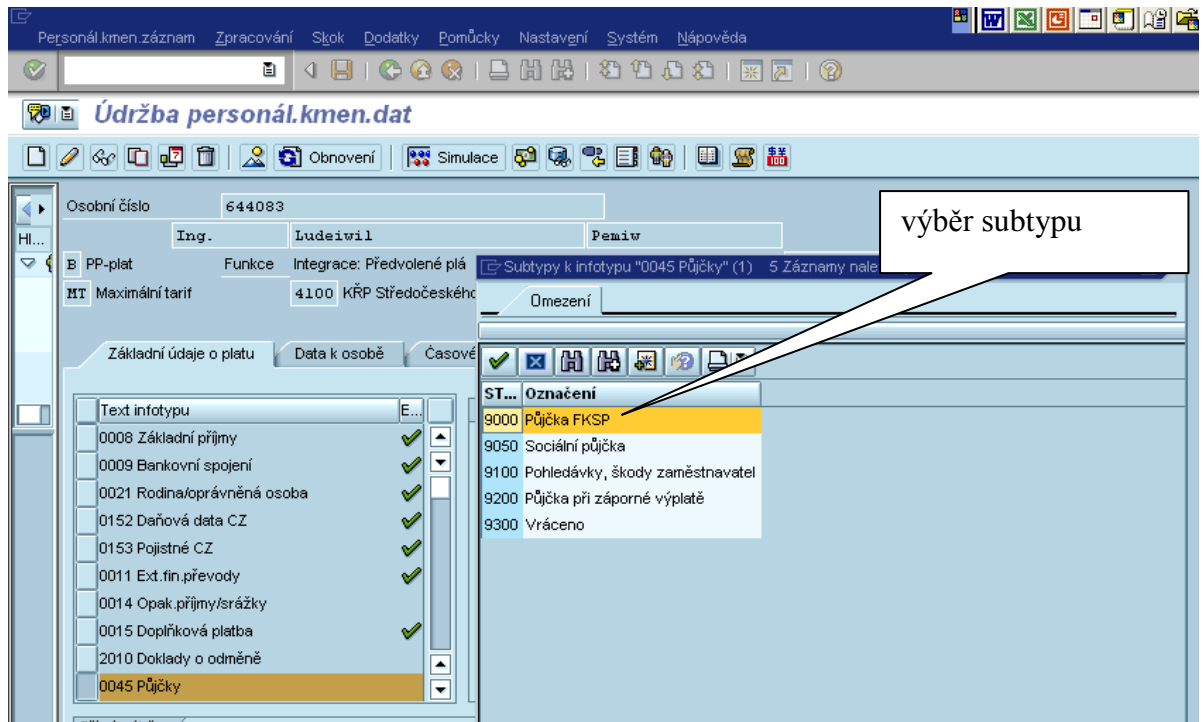 Personál.kmen.záznam Zpracování Skok Dodatky Pomůcky Nastavení Systém Nápověda
Údržba personál.kmen.dat
Obnovení Simulace
Osobní číslo 644083
HI... Ing. Ludeiwil Pemiw
výběr subtypu
B PP-plat Funkce Integrace: Předvolené plá
MT Maximální tarif 4100 KŘP Středočeskéhc
Subtypy k infotypu "0045 Půjčky" (1) 5 Záznamy nale
Omezení
Základní údaje o platu Data k osobě Časové
ST... Označení
9000 Půjčka FKSP
9050 Sociální půjčka
9100 Pohledávky, škody zaměstnavatel
9200 Půjčka při záporné výplatě
9300 Vráceno
Text infotypu E...
0008 Základní příjmy
0009 Bankovní spojení
0021 Rodina/oprávněná osoba
0152 Daňová data CZ
0153 Pojistné CZ
0011 Ext.fin.převody
0014 Opak.příjmy/srážky
0015 Doplňková platba
2010 Doklady o odměně
0045 Půjčky